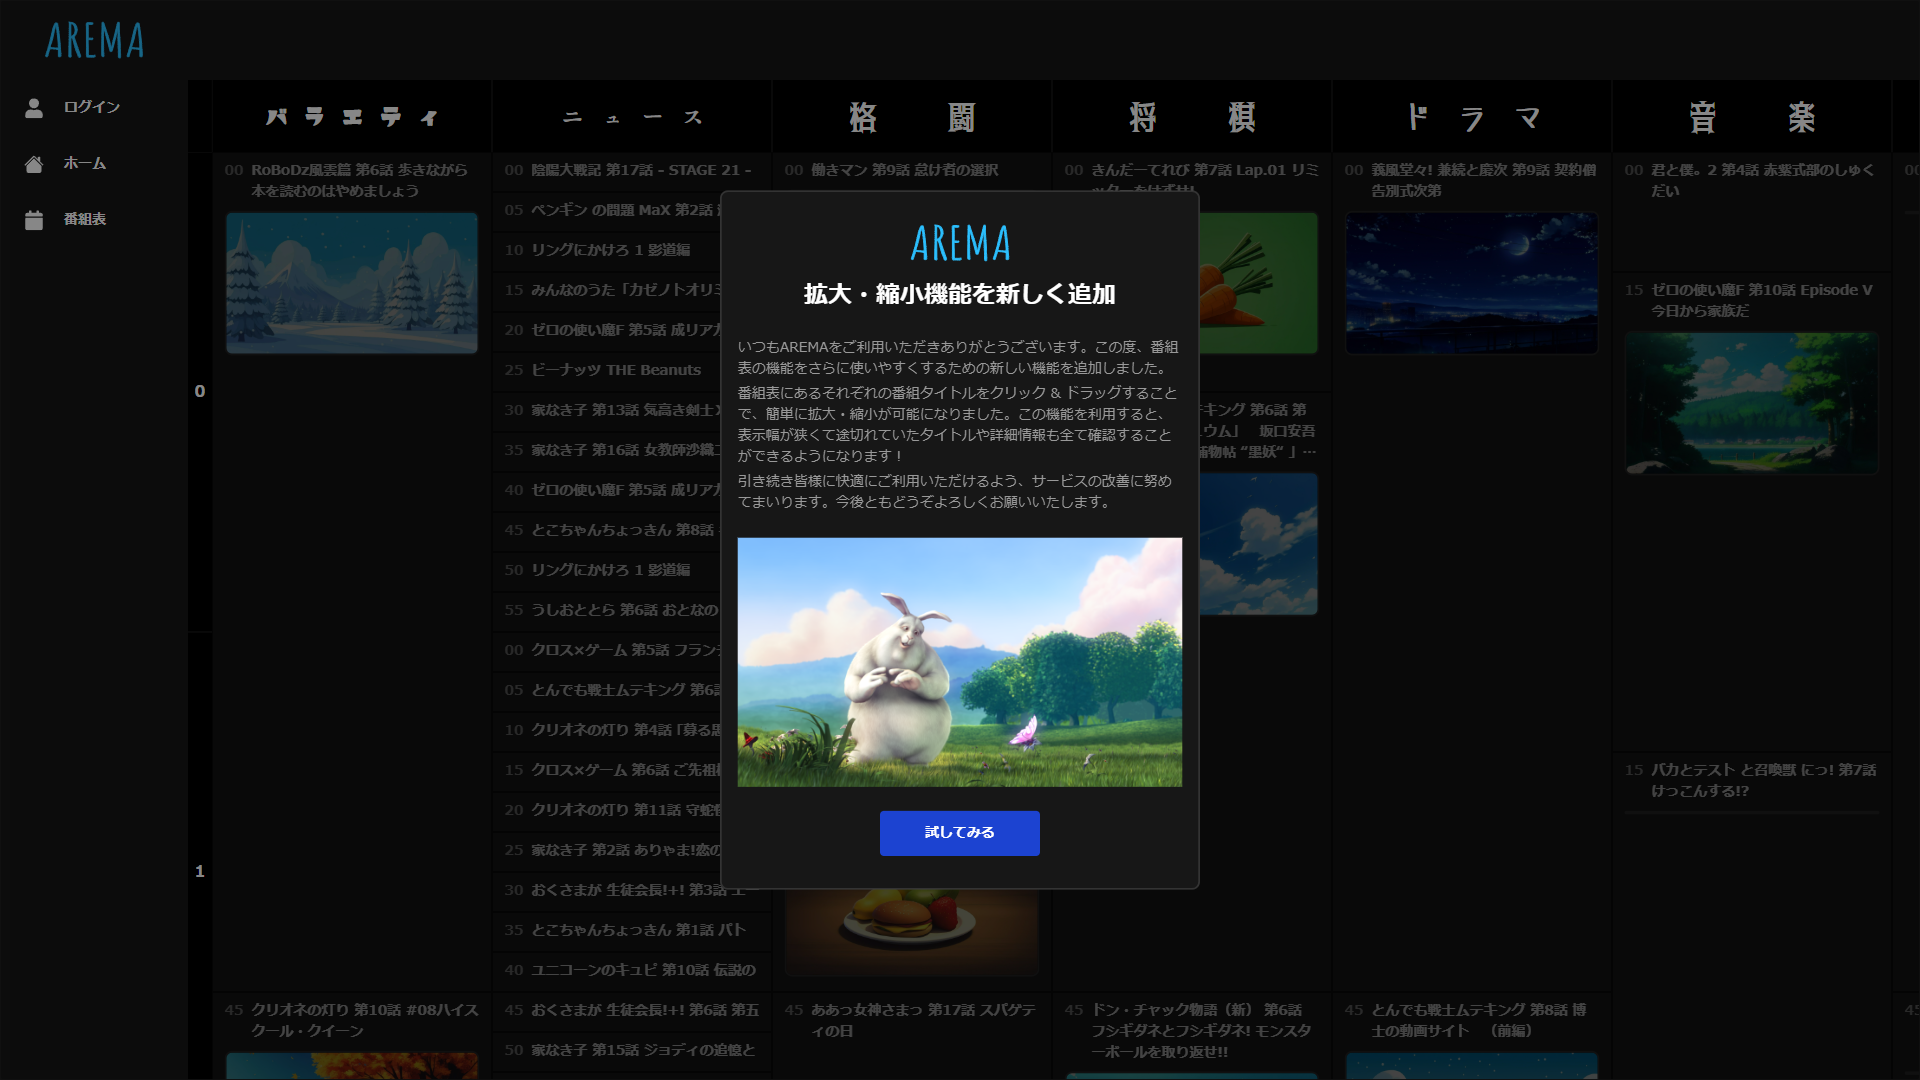 AREMA
ログイン
ホーム
番組表
バラエティ
ニュース
格闘
将棋
ドラマ
音楽
0
1
00 RoBoDz風雲篇 第6話 歩きながら
本を読むのはやめましょう
45 クリオネの灯り 第10話 #08ハイス
クール・クイーン
00 陰陽大戦記 第17話 - STAGE 21 -
05 ペンギン の問題 MaX 第2話
10 リングにかけろ 1 影道編
15 みんなのうた「カゼノトオリ
20 ゼロの使い魔F 第5話 成リア
25 ビーナッツ THE Beanuts
30 家なき子 第13話 気高き剣士
35 家なき子 第16話 女教師沙織
40 ゼロの使い魔F 第5話 成リア
45 とこちゃんちょっきん 第8話
50 リングにかけろ 1 影道編
55 うしおととら 第6話 おとなの
00 クロス×ゲーム 第5話 フラン
05 とんでも戦士ムテキング 第6話
10 クリオネの灯り 第4話 ｢募る
15 クロス×ゲーム 第6話 ご先祖
20 クリオネの灯り 第11話 守蛇
25 家なき子 第2話 ありゃま!恋の
30 おくさまが 生徒会長!+! 第3話
35 とこちゃんちょっきん 第1話 パト
40 ユニコーンのキュピ 第10話 伝説の
45 おくさまが 生徒会長!+! 第6話 第五
50 家なき子 第15話 ジョディの追憶と
00 働きマン 第9話 怠け者の選択
45 ああっ女神さまっ 第17話 スパゲテ
ィの日
00 きんだーてれび 第7話 Lap.01 リミ
ッターをはずせ!
キング 第6話 第
ュウム」 坂口安吾
捕物帖 “黒妖“ 」…
45 ドン・チャック物語（新） 第6話
フシギダネとフシギダネ! モンスタ
ーボールを取り返せ!!
00 義風堂々! 兼続と慶次 第9話 契約僧
告別式次第
45 とんでも戦士ムテキング 第8話 博
士の動画サイト （前編）
00 君と僕。2 第4話 赤紫式部のしゅく
だい
15 ゼロの使い魔F 第10話 Episode V
今日から家族だ
15 バカとテスト と召喚獣 にっ! 第7話
けっこんする!?
AREMA
拡大・縮小機能を新しく追加
いつもAREMAをご利用いただきありがとうございます。この度、番組
表の機能をさらに使いやすくするための新しい機能を追加しました。
番組表にあるそれぞれの番組タイトルをクリック & ドラッグすること
で、簡単に拡大・縮小が可能になりました。この機能を利用すると、
表示幅が狭くて途切れていたタイトルや詳細情報も全て確認すること
ができるようになります！
引き続き皆様に快適にご利用いただけるよう、サービスの改善に努め
てまいります。今後ともどうぞよろしくお願いいたします。
試してみる